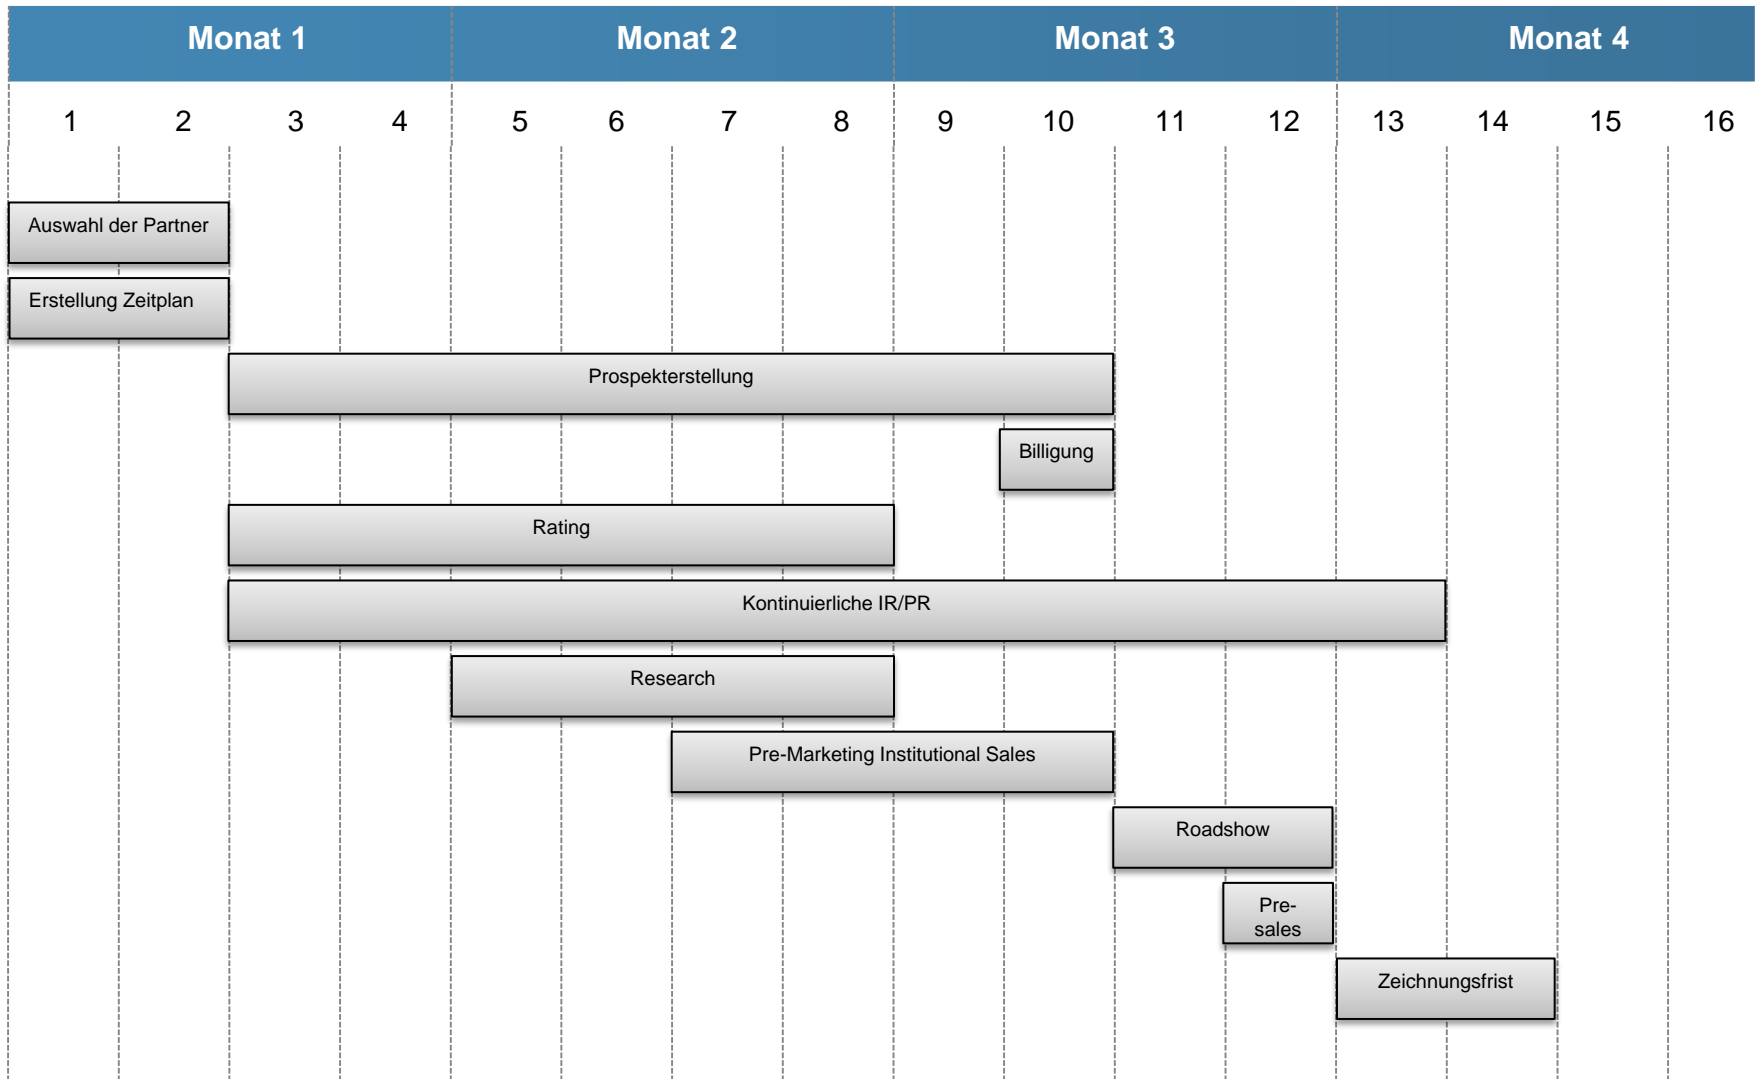 Monat 1 Monat 2 Monat 3 Monat 4
1 2 3 4 5 6 7 8 9 10 11 12 13 14 15 16
Auswahl der Partner
Erstellung Zeitplan
Prospekterstellung
Billigung
Rating
Kontinuierliche IR/PR
Research
Pre-Marketing Institutional Sales
Roadshow
Pre-
sales
Zeichnungsfrist